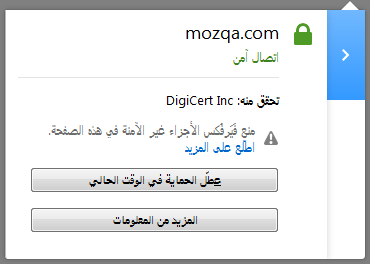 mozqa.com
اتصال آمن
تحقق منه: DigiCert Inc
منع فَيَرفُكس الأجزاء غير الآمنة في هذه الصفحة.
اطّلع على المزيد
عطّل الحماية في الوقت الحالي
المزيد من المعلومات